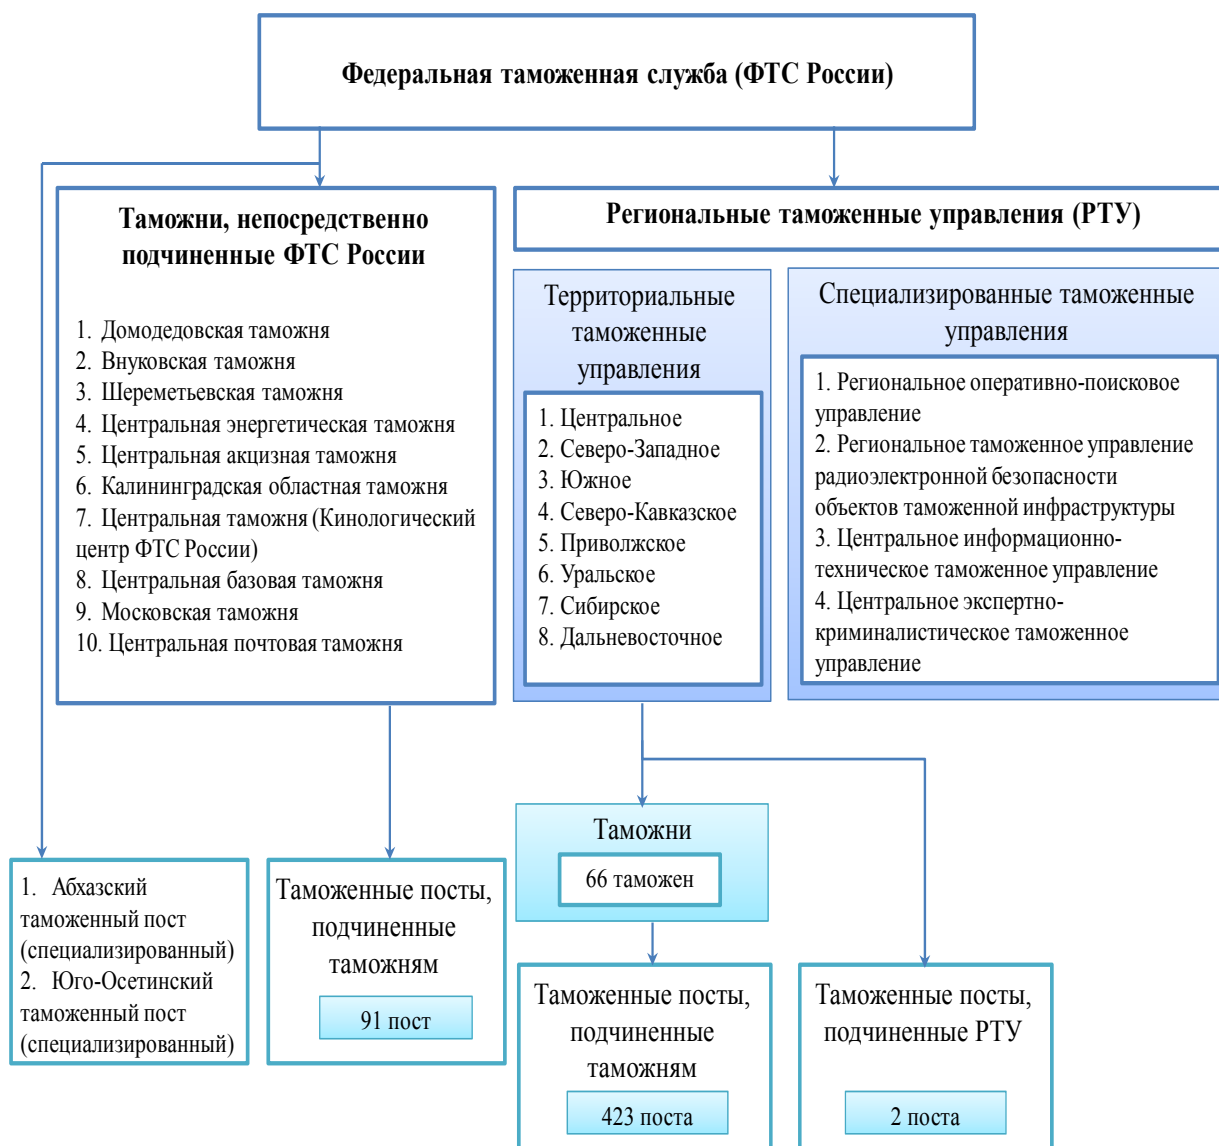 Федеральная таможенная служба (ФТС России)
Таможни, непосредственно
подчиненные ФТС России
1. Домодедовская таможня
2. Внуковская таможня
3. Шереметьевская таможня
4. Центральная энергетическая таможня
5. Центральная акцизная таможня
6. Калининградская областная таможня
7. Центральная таможня (Кинологический
центр ФТС России)
8. Центральная базовая таможня
9. Московская таможня
10. Центральная почтовая таможня
Региональные таможенные управления (РТУ)
Территориальные
таможенные
управления
1. Центральное
2. Северо-Западное
3. Южное
4. Северо-Кавказское
5. Приволжское
6. Уральское
7. Сибирское
8. Дальневосточное
Специализированные таможенные
управления
1. Региональное оперативно-поисковое
управление
2. Региональное таможенное управление
радиоэлектронной безопасности
объектов таможенной инфраструктуры
3. Центральное информационно-
техническое таможенное управление
4. Центральное экспертно-
криминалистическое таможенное
управление
1. Абхазский
таможенный пост
(специализированный)
2. Юго-Осетинский
таможенный пост
(специализированный)
Таможенные посты,
подчиненные
таможням
91 пост
Таможни
66 таможен
Таможенные посты,
подчиненные
таможням
423 поста
Таможенные посты,
подчиненные РТУ
2 поста